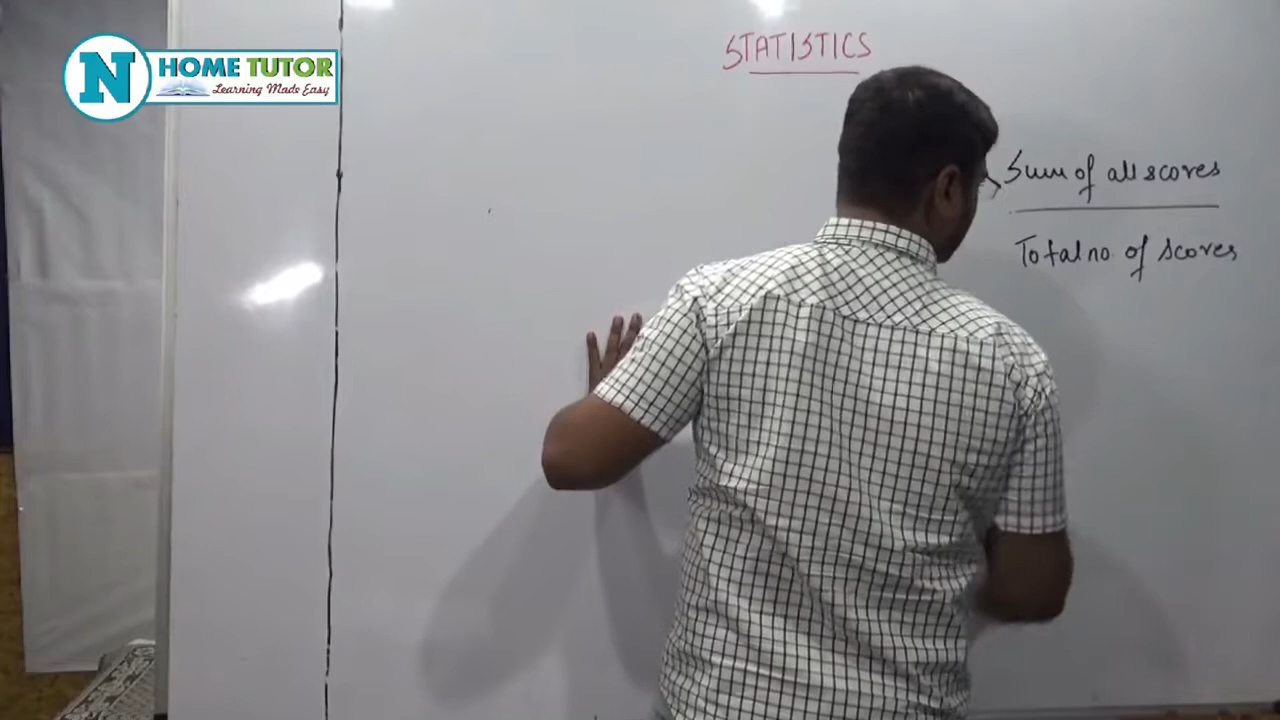 N HOME TUTOR
Learning Made Easy
STATISTICS
Sum of all scores
Total no. of scores